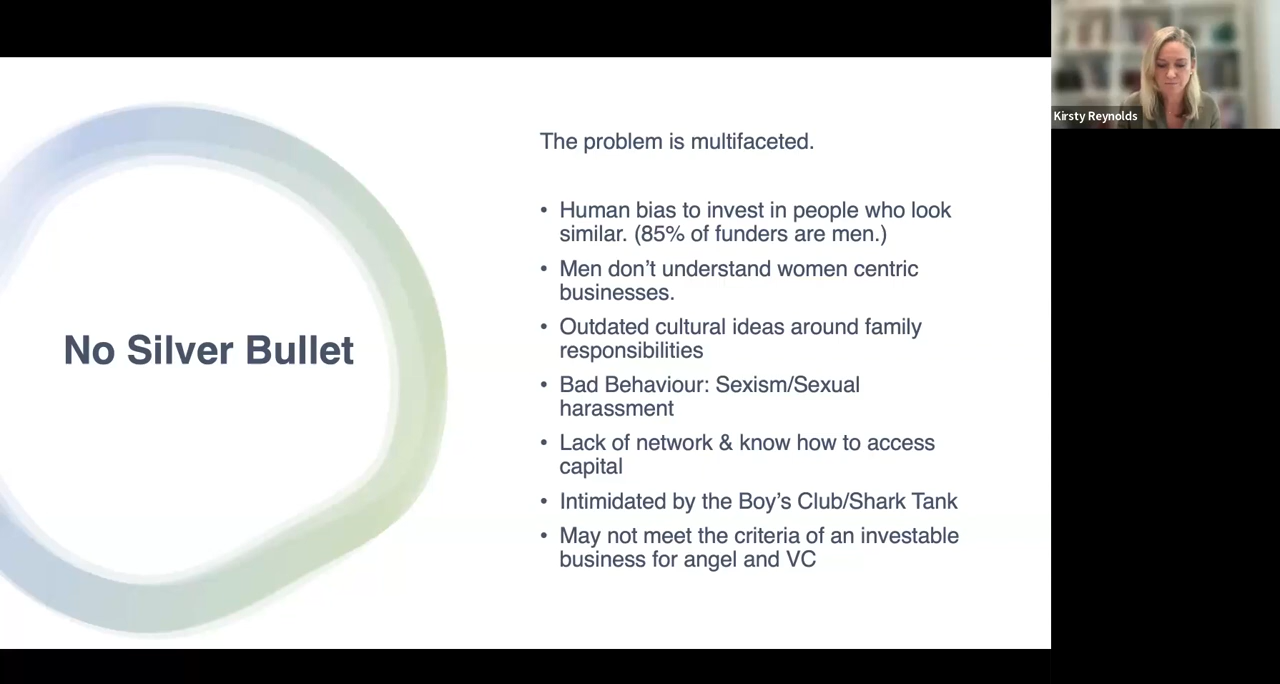 No Silver Bullet
The problem is multifaceted.
• Human bias to invest in people who look
similar. (85% of funders are men.)
• Men don’t understand women centric
businesses.
• Outdated cultural ideas around family
responsibilities
• Bad Behaviour: Sexism/Sexual
harassment
• Lack of network & know how to access
capital
• Intimidated by the Boy’s Club/Shark Tank
• May not meet the criteria of an investable
business for angel and VC
Kirsty Reynolds